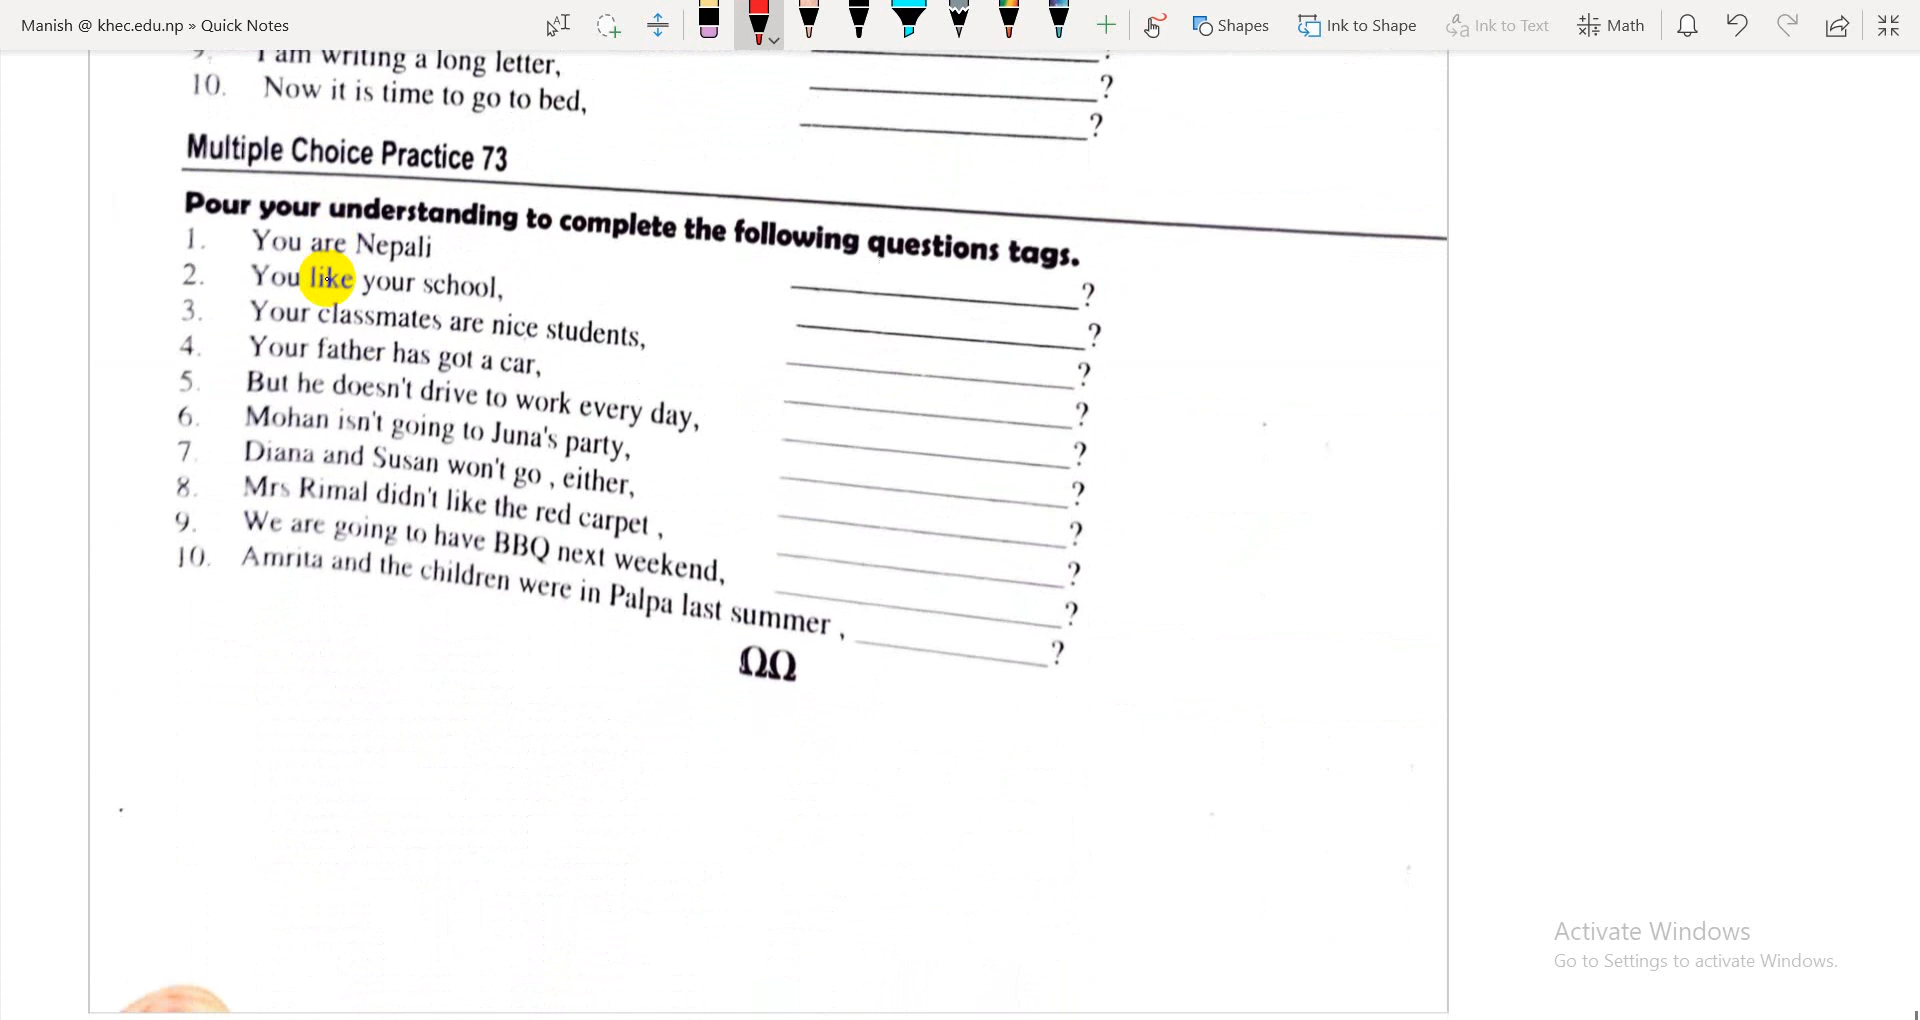 Manish @ khec.edu.np » Quick Notes
Shapes
Ink to Shape
Ink to Text
Math
9. I am writing a long letter, ?
10. Now it is time to go to bed, ?
?
Multiple Choice Practice 73
Pour your understanding to complete the following questions tags.
1. You are Nepali ?
2. You like your school, ?
3. Your classmates are nice students, ?
4. Your father has got a car, ?
5. But he doesn't drive to work every day, ?
6. Mohan isn't going to Juna's party, ?
7. Diana and Susan won't go , either, ?
8. Mrs Rimal didn't like the red carpet , ?
9. We are going to have BBQ next weekend, ?
10. Amrita and the children were in Palpa last summer , ?
ΩΩ
Activate Windows
Go to Settings to activate Windows.